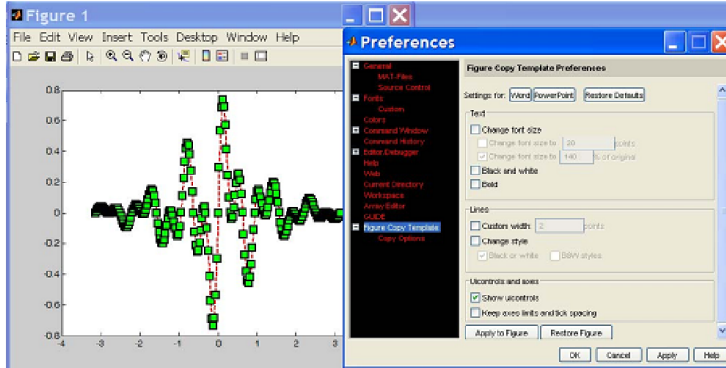 Figure 1
File Edit View Insert Tools Desktop Window Help
0.8
0.6
0.4
0.2
0
-0.2
-0.4
-0.6
-0.8
-4 -3 -2 -1 0 1 2 3
Preferences
General
MAT-Files
Source Control
Fonts
Custom
Colors
Command Window
Command History
Editor Debugger
Help
Web
Current Directory
Workspace
Array Editor
GUIDE
Figure Copy Template
Copy Options
Figure Copy Template Preferences
Settings for: Word PowerPoint Restore Defaults
Text
Change font size
Change font size to 20 points
Change font size to 140 % of original
Black and white
Bold
Lines
Custom width: 2 points
Change style
Black or white B&W styles
Uicontrols and axes
Show uicontrols
Keep axes limits and tick spacing
Apply to Figure Restore Figure
OK Cancel Apply Help